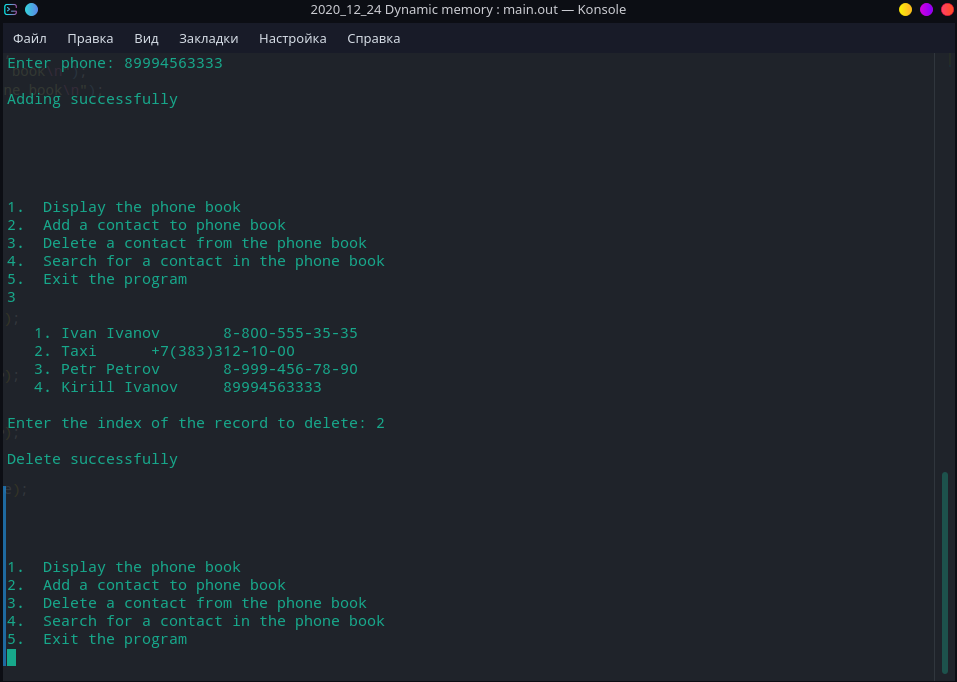 2020_12_24 Dynamic memory : main.out — Konsole
Файл Правка Вид Закладки Настройка Справка
Enter phone: 89994563333
book\n");
ne book\n");
Adding successfully
1. Display the phone book
2. Add a contact to phone book
3. Delete a contact from the phone book
4. Search for a contact in the phone book
5. Exit the program
3
);
1. Ivan Ivanov 8-800-555-35-35
2. Taxi +7(383)312-10-00
3. Petr Petrov 8-999-456-78-90
e);
4. Kirill Ivanov 89994563333
Enter the index of the record to delete: 2
);
Delete successfully
e);
1. Display the phone book
2. Add a contact to phone book
3. Delete a contact from the phone book
4. Search for a contact in the phone book
5. Exit the program